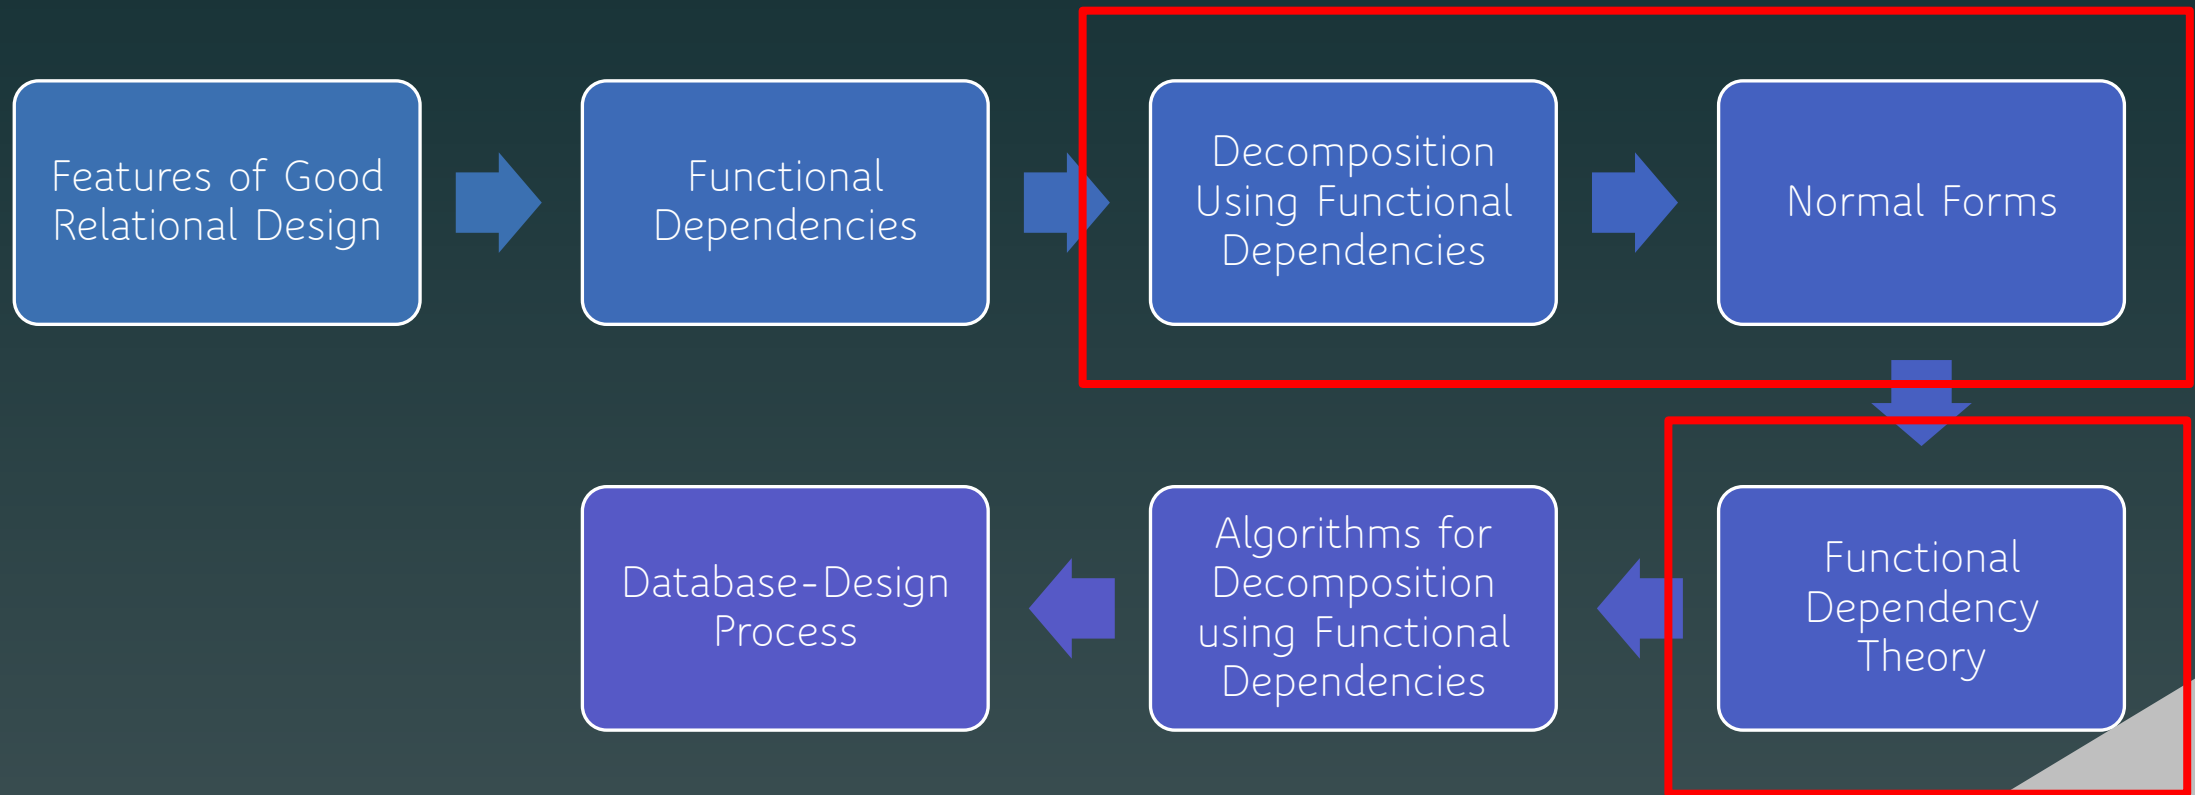 Features of Good
Relational Design
Functional
Dependencies
Decomposition
Using Functional
Dependencies
Normal Forms
Functional
Dependency
Theory
Algorithms for
Decomposition
using Functional
Dependencies
Database-Design
Process